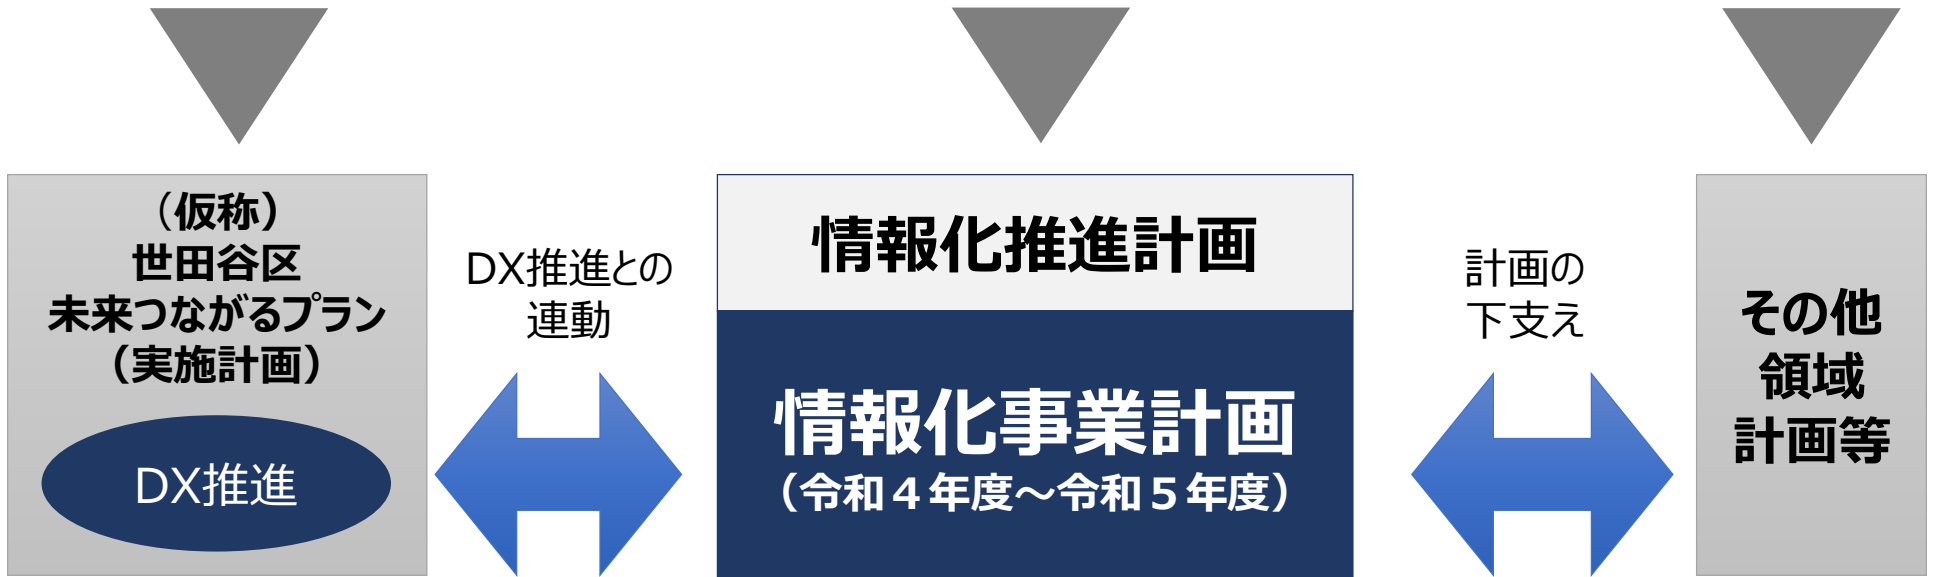 （仮称）
世田谷区
未来つながるプラン
（実施計画）
DX推進
DX推進との
連動
情報化推進計画
情報化事業計画
（令和４年度～令和５年度）
計画の
下支え
その他
領域
計画等